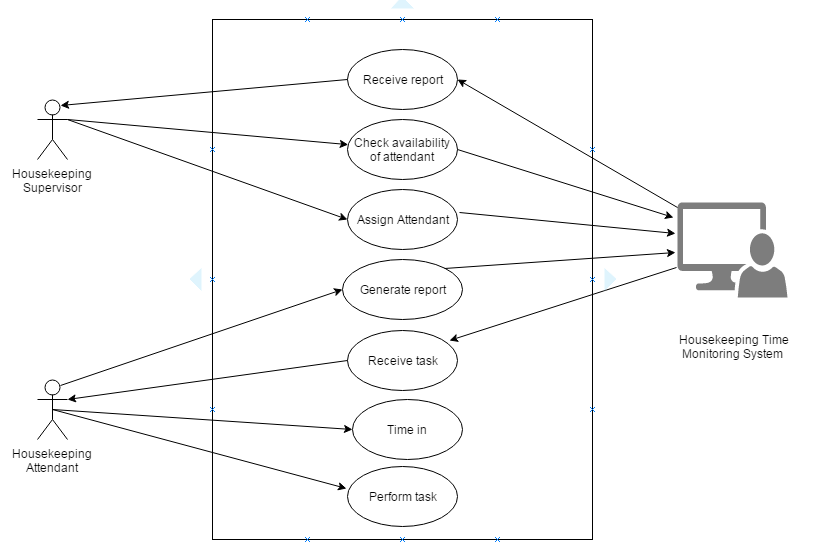 Receive report
Check availability
of attendant
Housekeeping
Supervisor
Assign Attendant
Generate report
Housekeeping Time
Monitoring System
Receive task
Time in
Housekeeping
Attendant
Perform task